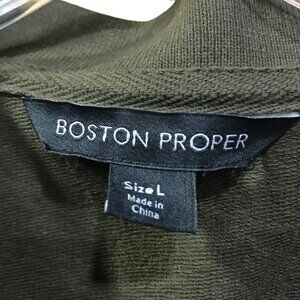 BOSTON PROPER
Size L
Made in
China